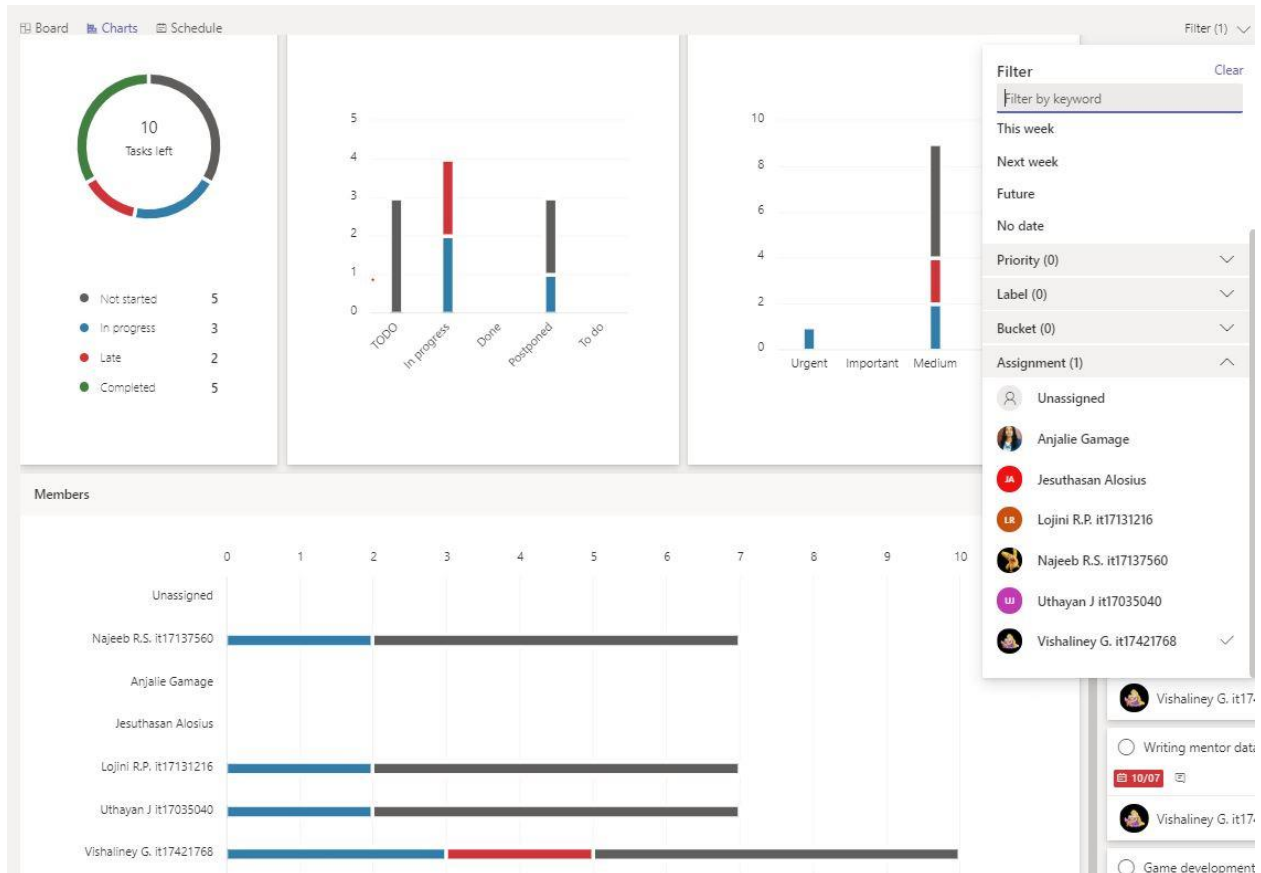 Board Charts Schedule Filter (1)
10
Tasks left
Not started 5
In progress 3
Late 2
Completed 5
5
4
3
2
1
0
TODO In progress Done Postponed To do
10
8
6
4
2
0
Urgent Important Medium
Filter Clear
Filter by keyword
This week
Next week
Future
No date
Priority (0)
Label (0)
Bucket (0)
Assignment (1)
Unassigned
Anjalie Gamage
JA Jesuthasan Alosius
LR Lojini R.P. it17131216
Najeeb R.S. it17137560
UJ Uthayan J it17035040
Vishaliney G. it17421768
Members
0 1 2 3 4 5 6 7 8 9 10
Unassigned
Najeeb R.S. it17137560
Anjalie Gamage
Jesuthasan Alosius
Lojini R.P. it17131216
Uthayan J it17035040
Vishaliney G. it17421768
Vishaliney G. it17
Writing mentor data
10/07
Vishaliney G. it17
Game development